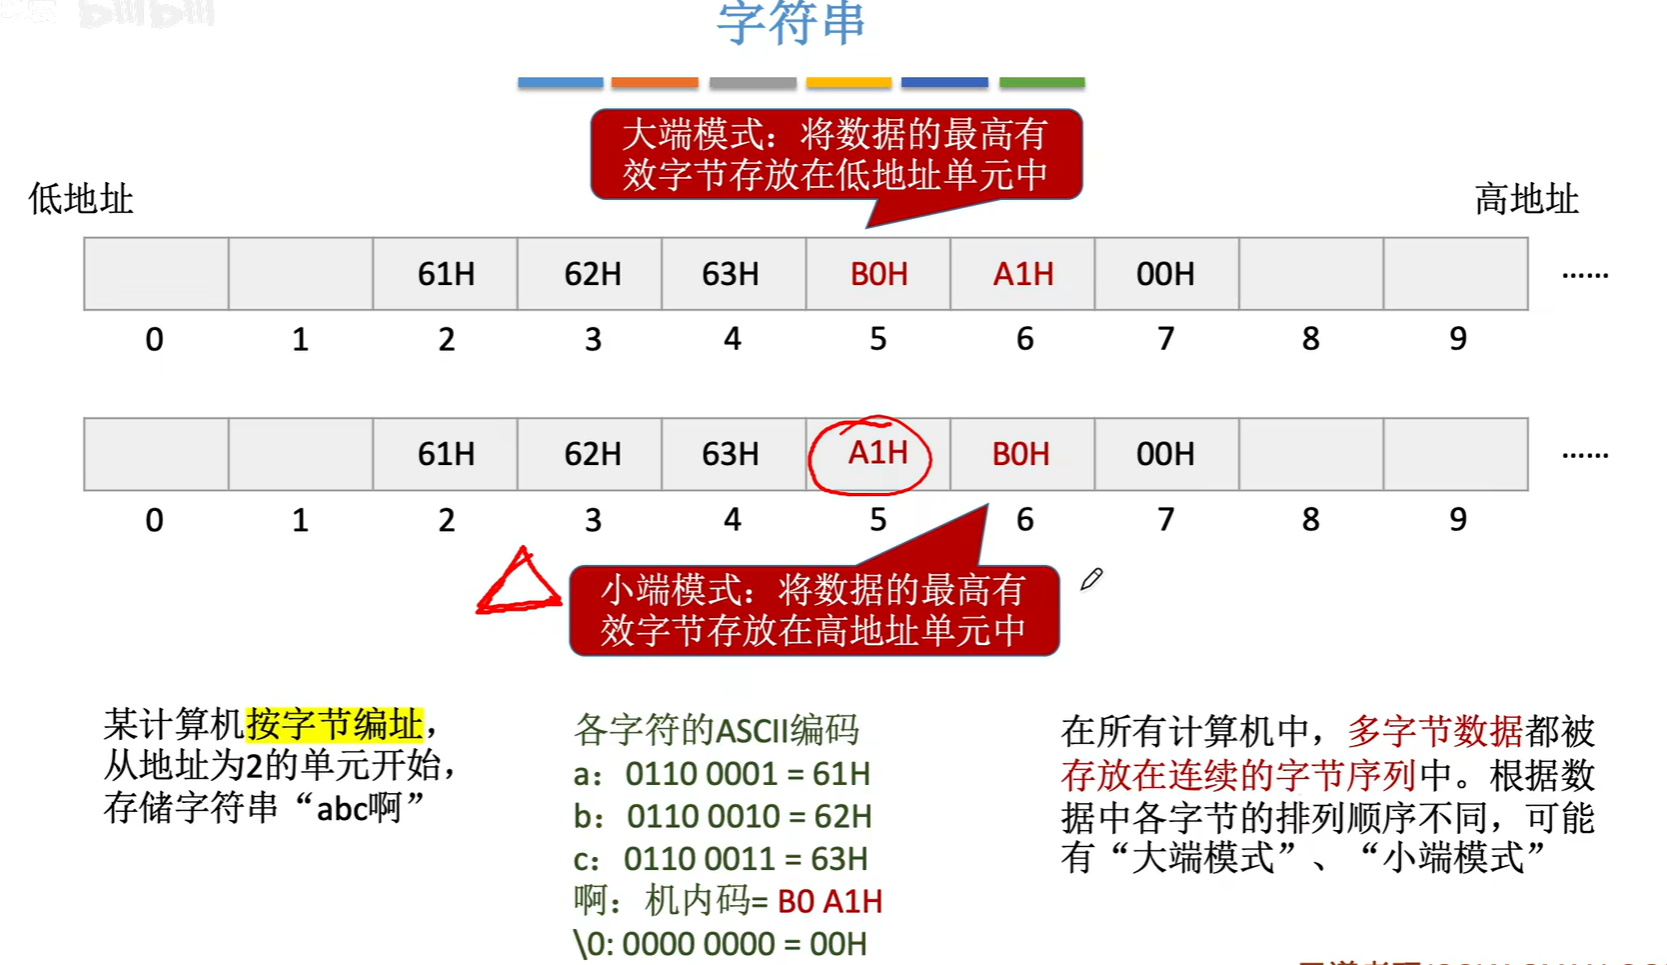 字符串
大端模式：将数据的最高有
效字节存放在低地址单元中
低地址
高地址
61H 62H 63H B0H A1H 00H ……
0 1 2 3 4 5 6 7 8 9
61H 62H 63H A1H B0H 00H ……
0 1 2 3 4 5 6 7 8 9
小端模式：将数据的最高有
效字节存放在高地址单元中
某计算机按字节编址，
从地址为2的单元开始，
存储字符串“abc啊”
各字符的ASCII编码
a：0110 0001 = 61H
b：0110 0010 = 62H
c：0110 0011 = 63H
啊：机内码= B0 A1H
\0: 0000 0000 = 00H
在所有计算机中，多字节数据都被
存放在连续的字节序列中。根据数
据中各字节的排列顺序不同，可能
有“大端模式”、“小端模式”